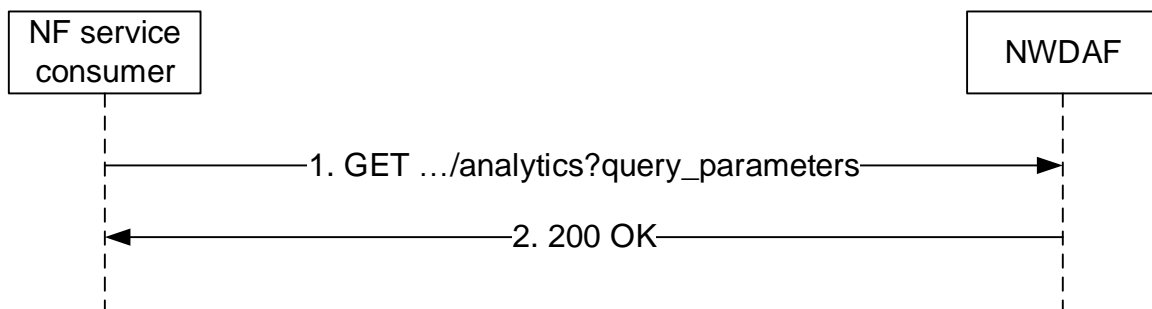 NF service
consumer
NWDAF
1. GET …/analytics?query_parameters
2. 200 OK